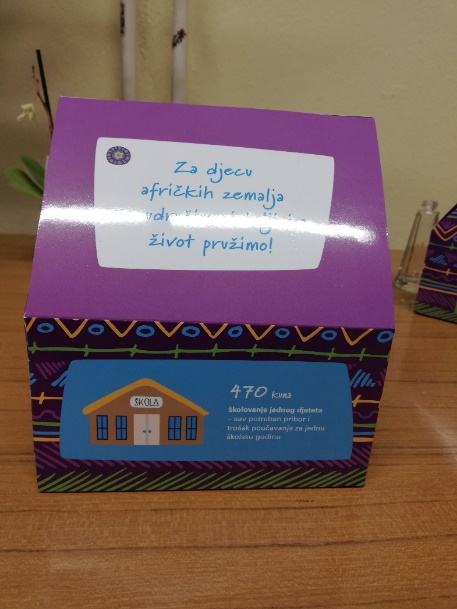 Za djecu
afričkih zemalja
život pružimo!
ŠKOLA
470 kuna
Školovanje jednog djeteta
– sav potreban pribor i
trošak poučavanje za jednu
školsku godinu